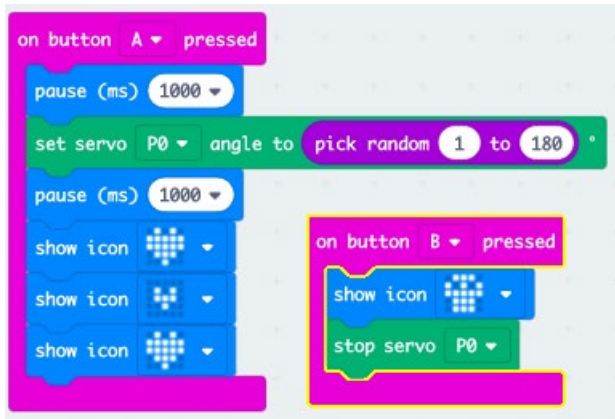 on button A pressed
pause (ms) 1000
set servo P0 angle to pick random 1 to 180 °
pause (ms) 1000
show icon
show icon
show icon
on button B pressed
show icon
stop servo P0